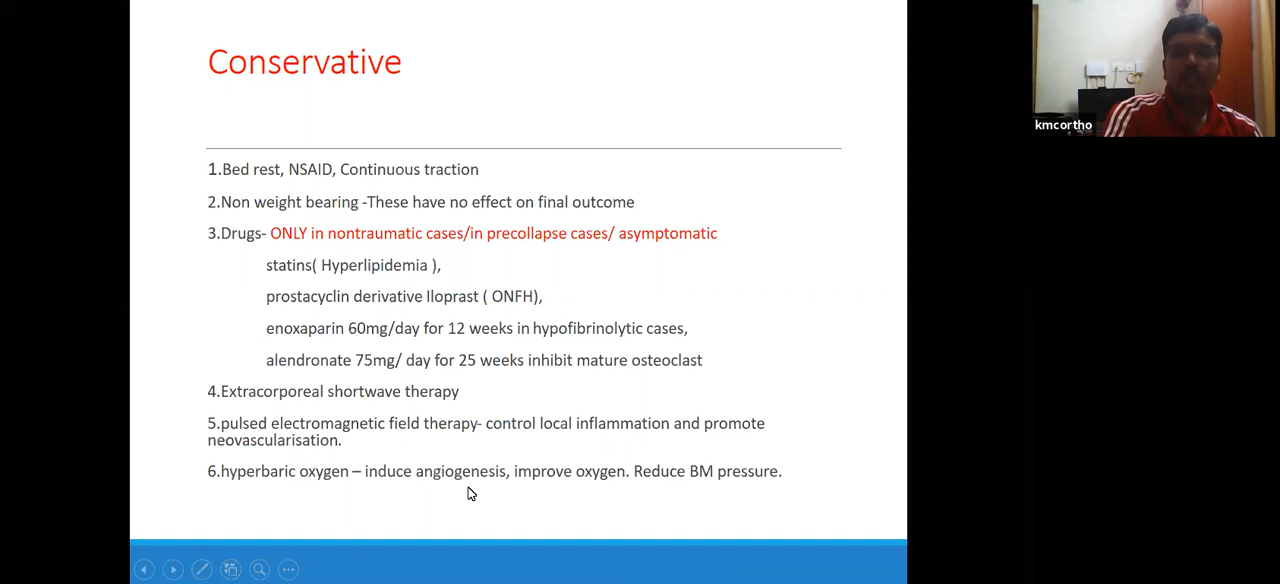 Conservative
1.Bed rest, NSAID, Continuous traction
2.Non weight bearing -These have no effect on final outcome
3.Drugs- ONLY in nontraumatic cases/in precollapse cases/ asymptomatic
statins( Hyperlipidemia ),
prostacyclin derivative Iloprast ( ONFH),
enoxaparin 60mg/day for 12 weeks in hypofibrinolytic cases,
alendronate 75mg/ day for 25 weeks inhibit mature osteoclast
4.Extracorporeal shortwave therapy
5.pulsed electromagnetic field therapy- control local inflammation and promote
neovascularisation.
6.hyperbaric oxygen – induce angiogenesis, improve oxygen. Reduce BM pressure.
kmcortho